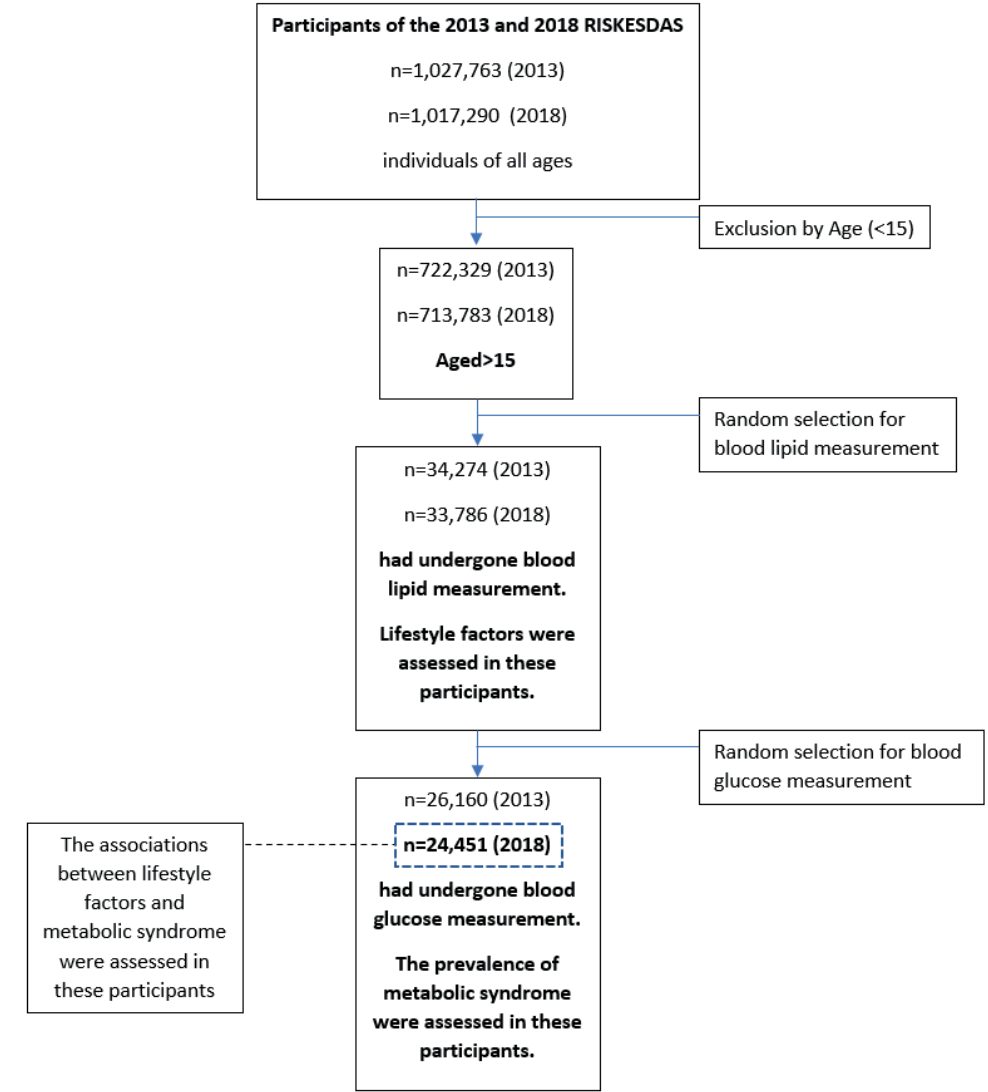 Participants of the 2013 and 2018 RISKESDAS
n=1,027,763 (2013)
n=1,017,290 (2018)
individuals of all ages
Exclusion by Age (<15)
n=722,329 (2013)
n=713,783 (2018)
Aged>15
Random selection for
blood lipid measurement
n=34,274 (2013)
n=33,786 (2018)
had undergone blood
lipid measurement.
Lifestyle factors were
assessed in these
participants.
Random selection for blood
glucose measurement
n=26,160 (2013)
n=24,451 (2018)
had undergone blood
glucose measurement.
The prevalence of
metabolic syndrome
were assessed in these
participants.
The associations
between lifestyle
factors and
metabolic syndrome
were assessed in
these participants